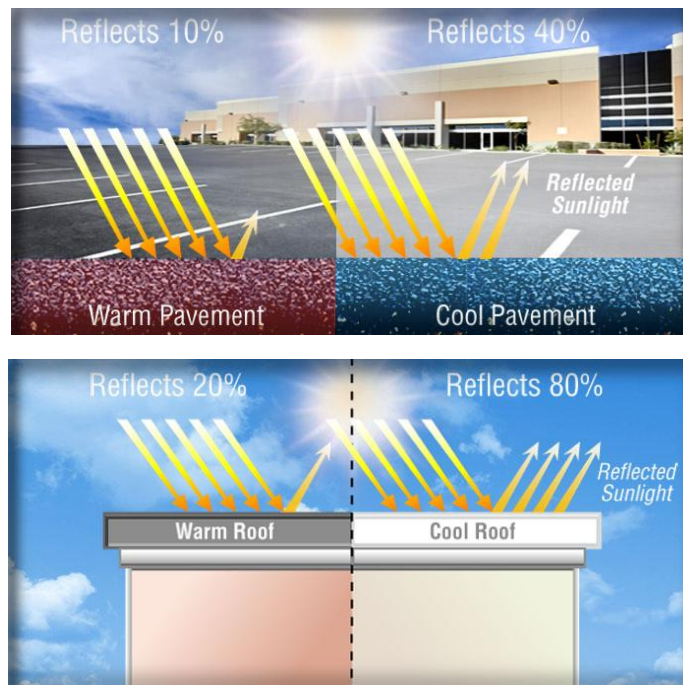 Reflects 10%
Reflects 40%
Reflected
Sunlight
Warm Pavement
Cool Pavement
Reflects 20%
Reflects 80%
Reflected
Sunlight
Warm Roof
Cool Roof